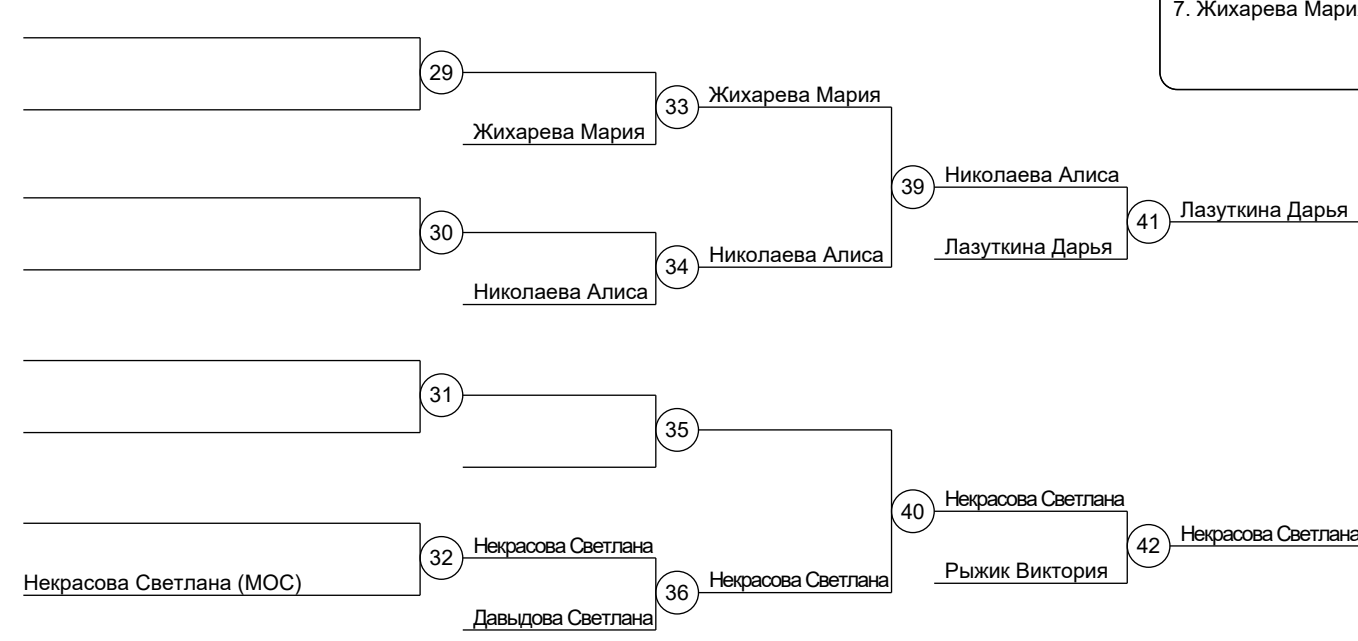 7. Жихарева Мари
29
Жихарева Мария
33
Жихарева Мария
39
Николаева Алиса
41
Лазуткина Дарья
30
34
Николаева Алиса
Лазуткина Дарья
Николаева Алиса
31
35
40
Некрасова Светлана
42
Некрасова Светлана
32
Некрасова Светлана
Рыжик Виктория
Некрасова Светлана (МОС)
36
Некрасова Светлана
Давыдова Светлана